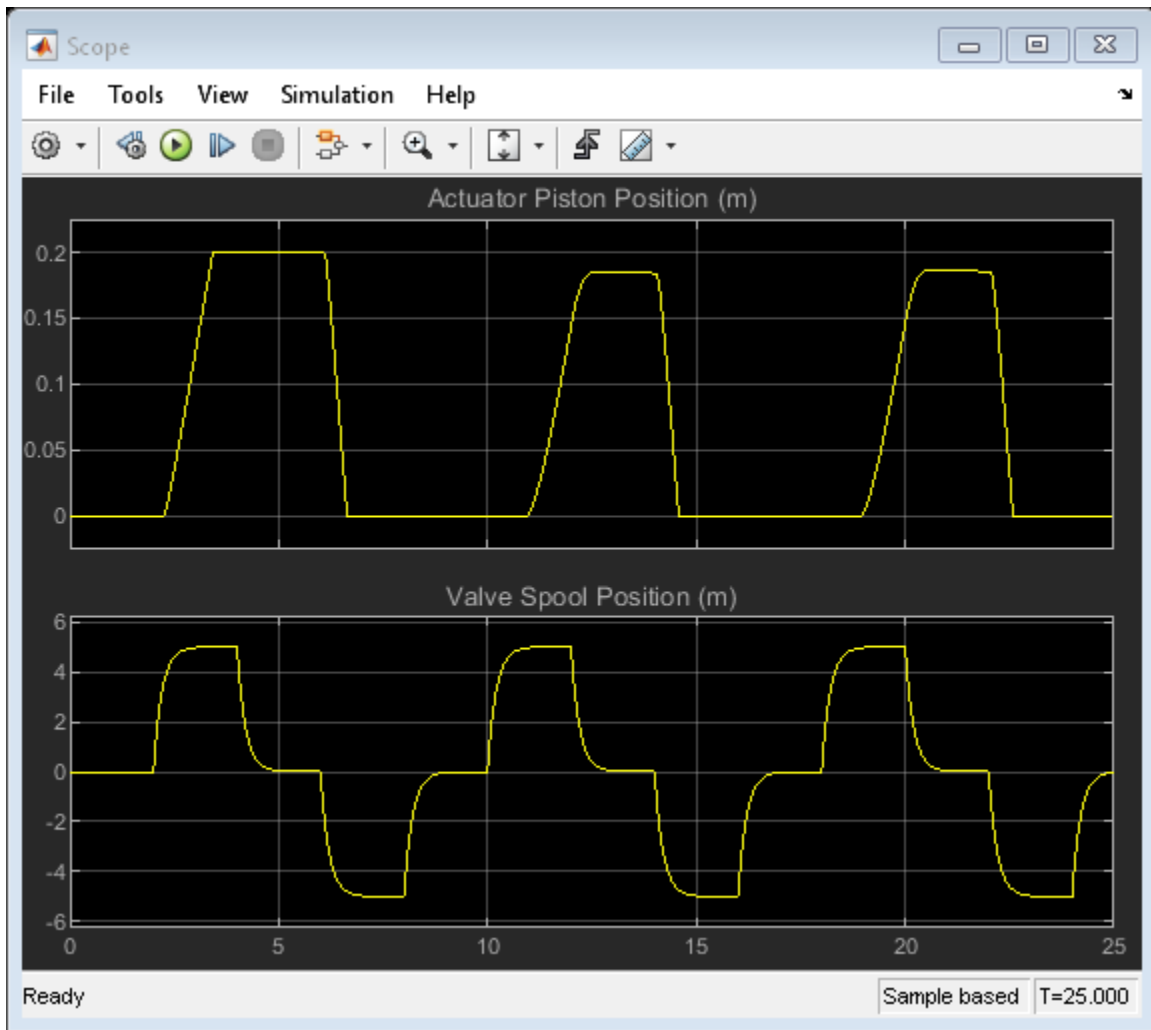 Scope
File Tools View Simulation Help
Actuator Piston Position (m)
0.2
0.15
0.1
0.05
0
Valve Spool Position (m)
6
4
2
0
-2
-4
-6
0 5 10 15 20 25
Ready Sample based T=25.000